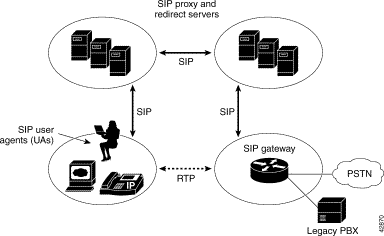 SIP proxy and
redirect servers
SIP
SIP
SIP
SIP user
agents (UAs)
IP
RTP
SIP gateway
PSTN
Legacy PBX
42870